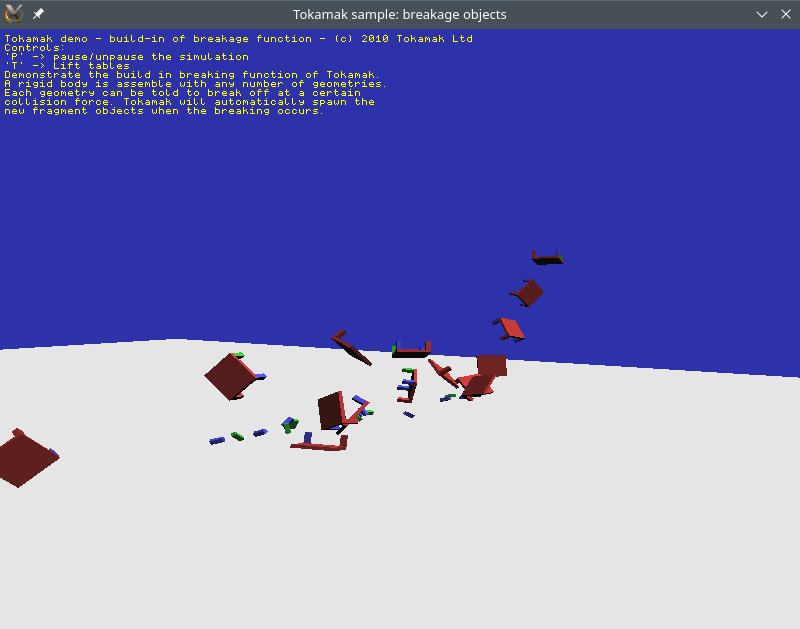 Tokamak sample: breakage objects
Tokamak demo - build-in of breakage function - (c) 2010 Tokamak Ltd
Controls:
'P' -> pause/unpause the simulation
'T' -> Lift tables
Demonstrate the build in breaking function of Tokamak.
A rigid body is assemble with any number of geometries.
Each geometry can be told to break off at a certain
collision force. Tokamak will automatically spawn the
new fragment objects when the breaking occurs.